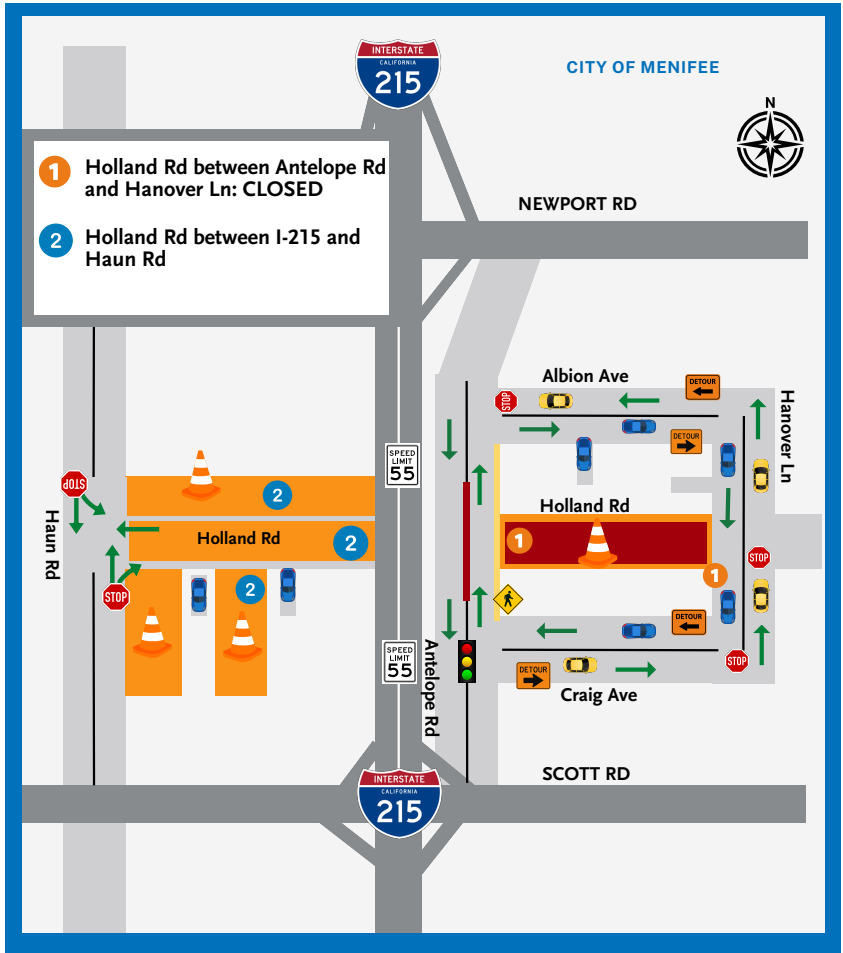 INTERSTATE
CALIFORNIA
215
CITY OF MENIFEE
N
1
Holland Rd between Antelope Rd
and Hanover Ln: CLOSED
2
Holland Rd between I-215 and
Haun Rd
NEWPORT RD
Albion Ave
DETOUR
STOP
DETOUR
Hanover Ln
SPEED
LIMIT
55
STOP
2
Holland Rd
Haun Rd
Holland Rd
2
1
STOP
1
2
STOP
DETOUR
SPEED
LIMIT
55
Antelope Rd
STOP
DETOUR
Craig Ave
SCOTT RD
INTERSTATE
CALIFORNIA
215